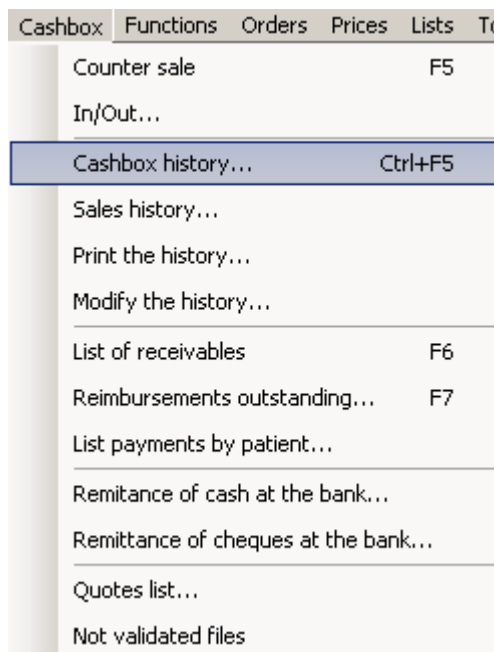 Cashbox Functions Orders Prices Lists
Counter sale F5
In/Out...
Cashbox history... Ctrl+F5
Sales history...
Print the history...
Modify the history...
List of receivables F6
Reimbursements outstanding... F7
List payments by patient...
Remitance of cash at the bank...
Remittance of cheques at the bank...
Quotes list...
Not validated files